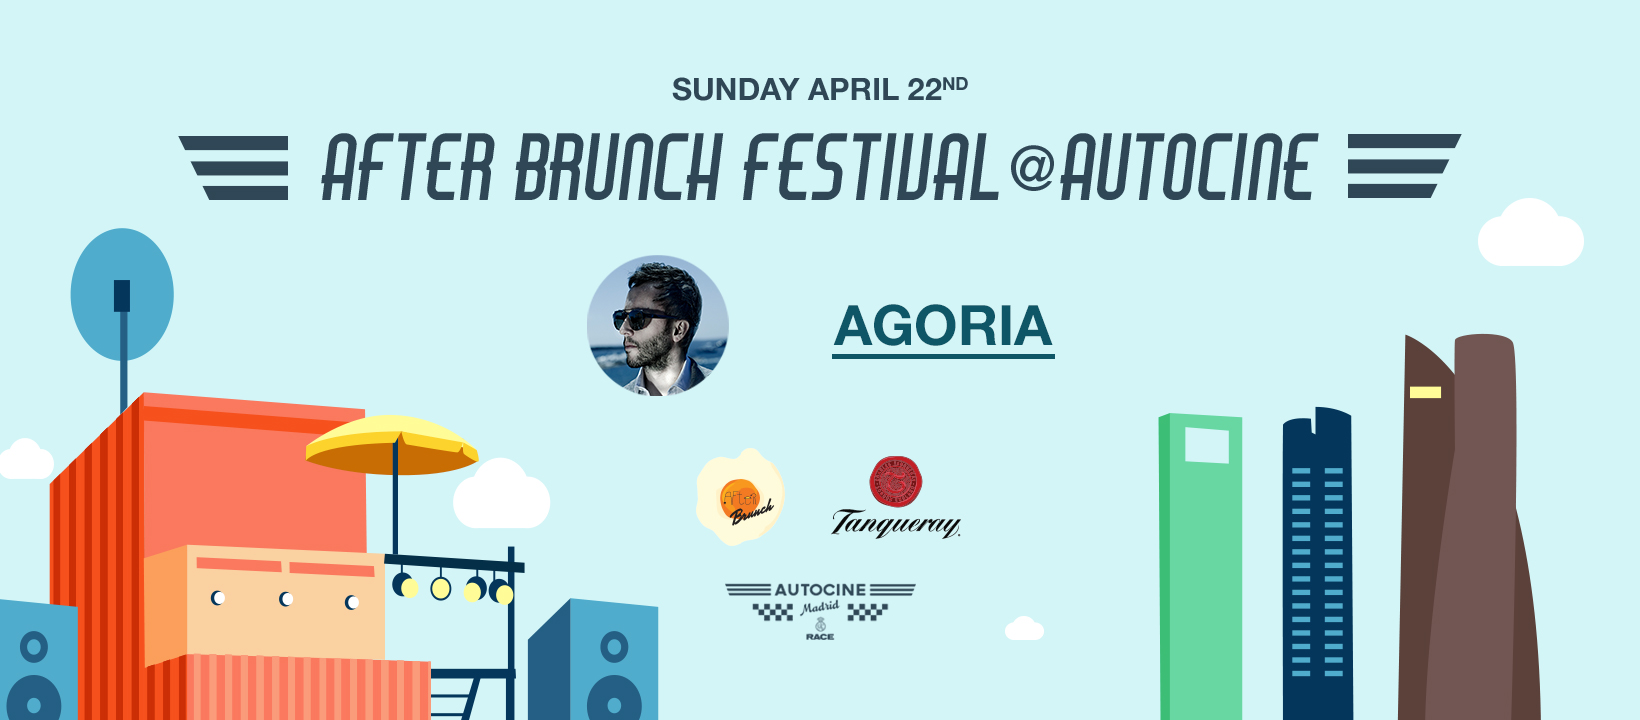 SUNDAY APRIL 22ND
AFTER BRUNCH FESTIVAL @AUTOCINE
AGORIA
After
Brunch
Tanqueray.
AUTOCINE
Madrid
RACE